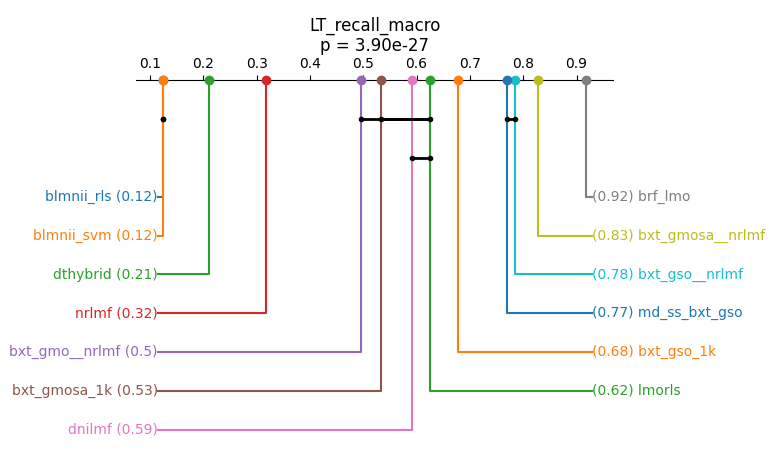 LT_recall_macro
p = 3.90e-27
0.1 0.2 0.3 0.4 0.5 0.6 0.7 0.8 0.9
blmnii_rls (0.12)
(0.92) brf_lmo
blmnii_svm (0.12)
(0.83) bxt_gmosa__nrlmf
dthybrid (0.21)
(0.78) bxt_gso__nrlmf
nrlmf (0.32)
(0.77) md_ss_bxt_gso
bxt_gmo__nrlmf (0.5)
(0.68) bxt_gso_1k
bxt_gmosa_1k (0.53)
(0.62) lmorls
dnilmf (0.59)